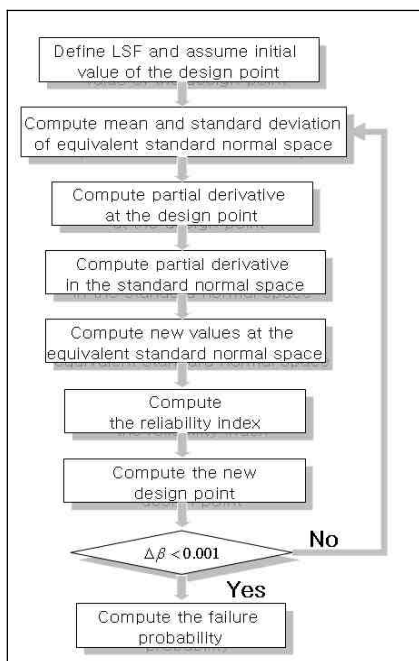 Define LSF and assume initial
value of the design point
Compute mean and standard deviation
of equivalent standard normal space
Compute partial derivative
at the design point
Compute partial derivative
in the standard normal space
Compute new values at the
equivalent standard normal space
Compute
the reliability index
Compute the new
design point
Δβ < 0.001
No
Yes
Compute the failure
probability